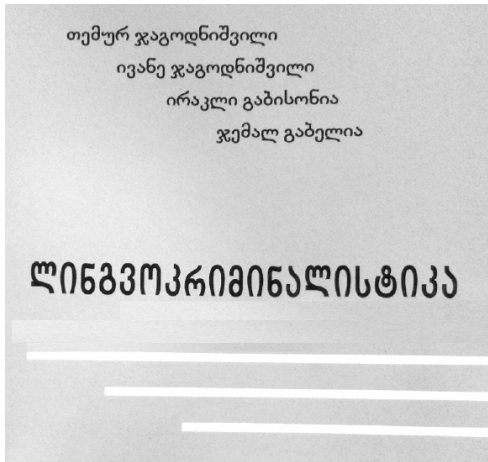 თემურ ჯაგოდნიშვილი
ივანე ჯაგოდნიშვილი
ირაკლი გაბისონია
ჯემალ გაბელია
ლინგვოკრიმინალისტიკა